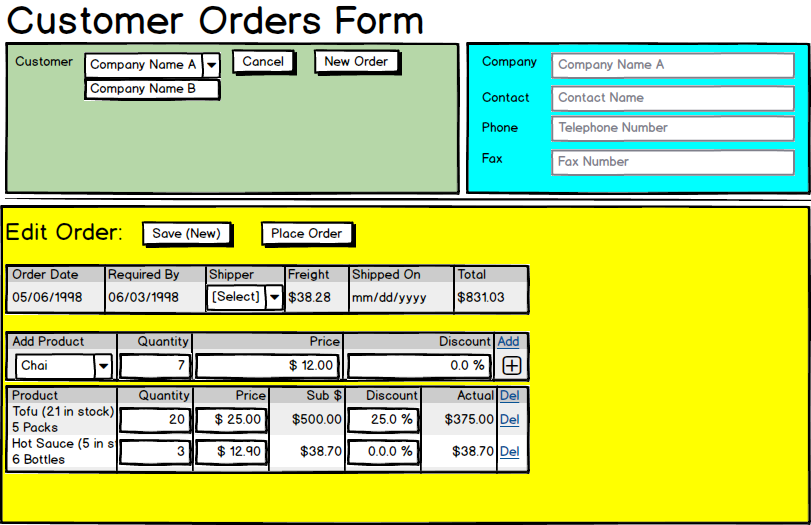 Customer Orders Form
Customer Company Name A Cancel New Order
Company Name B
Company Company Name A
Contact Contact Name
Phone Telephone Number
Fax Fax Number
Edit Order: Save (New) Place Order
Order Date Required By Shipper Freight Shipped On Total
05/06/1998 06/03/1998 [Select] $38.28 mm/dd/yyyy $831.03
Add Product Quantity Price Discount Add
Chai 7 $ 12.00 0.0 %
Product Quantity Price Sub $ Discount Actual Del
Tofu (21 in stock) 20 $ 25.00 $500.00 25.0 % $375.00 Del
5 Packs
Hot Sauce (5 in s 3 $ 12.90 $38.70 0.0.0 % $38.70 Del
6 Bottles